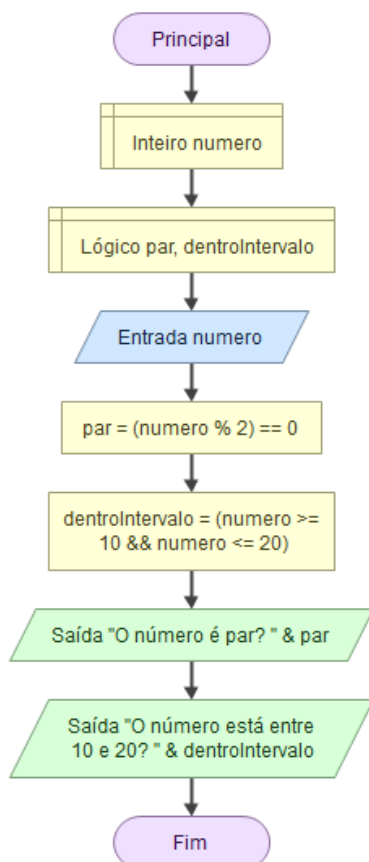 Principal
Inteiro numero
Lógico par, dentroIntervalo
Entrada numero
par = (numero % 2) == 0
dentroIntervalo = (numero >=
10 && numero <= 20)
Saída "O número é par? " & par
Saída "O número está entre
10 e 20? " & dentroIntervalo
Fim